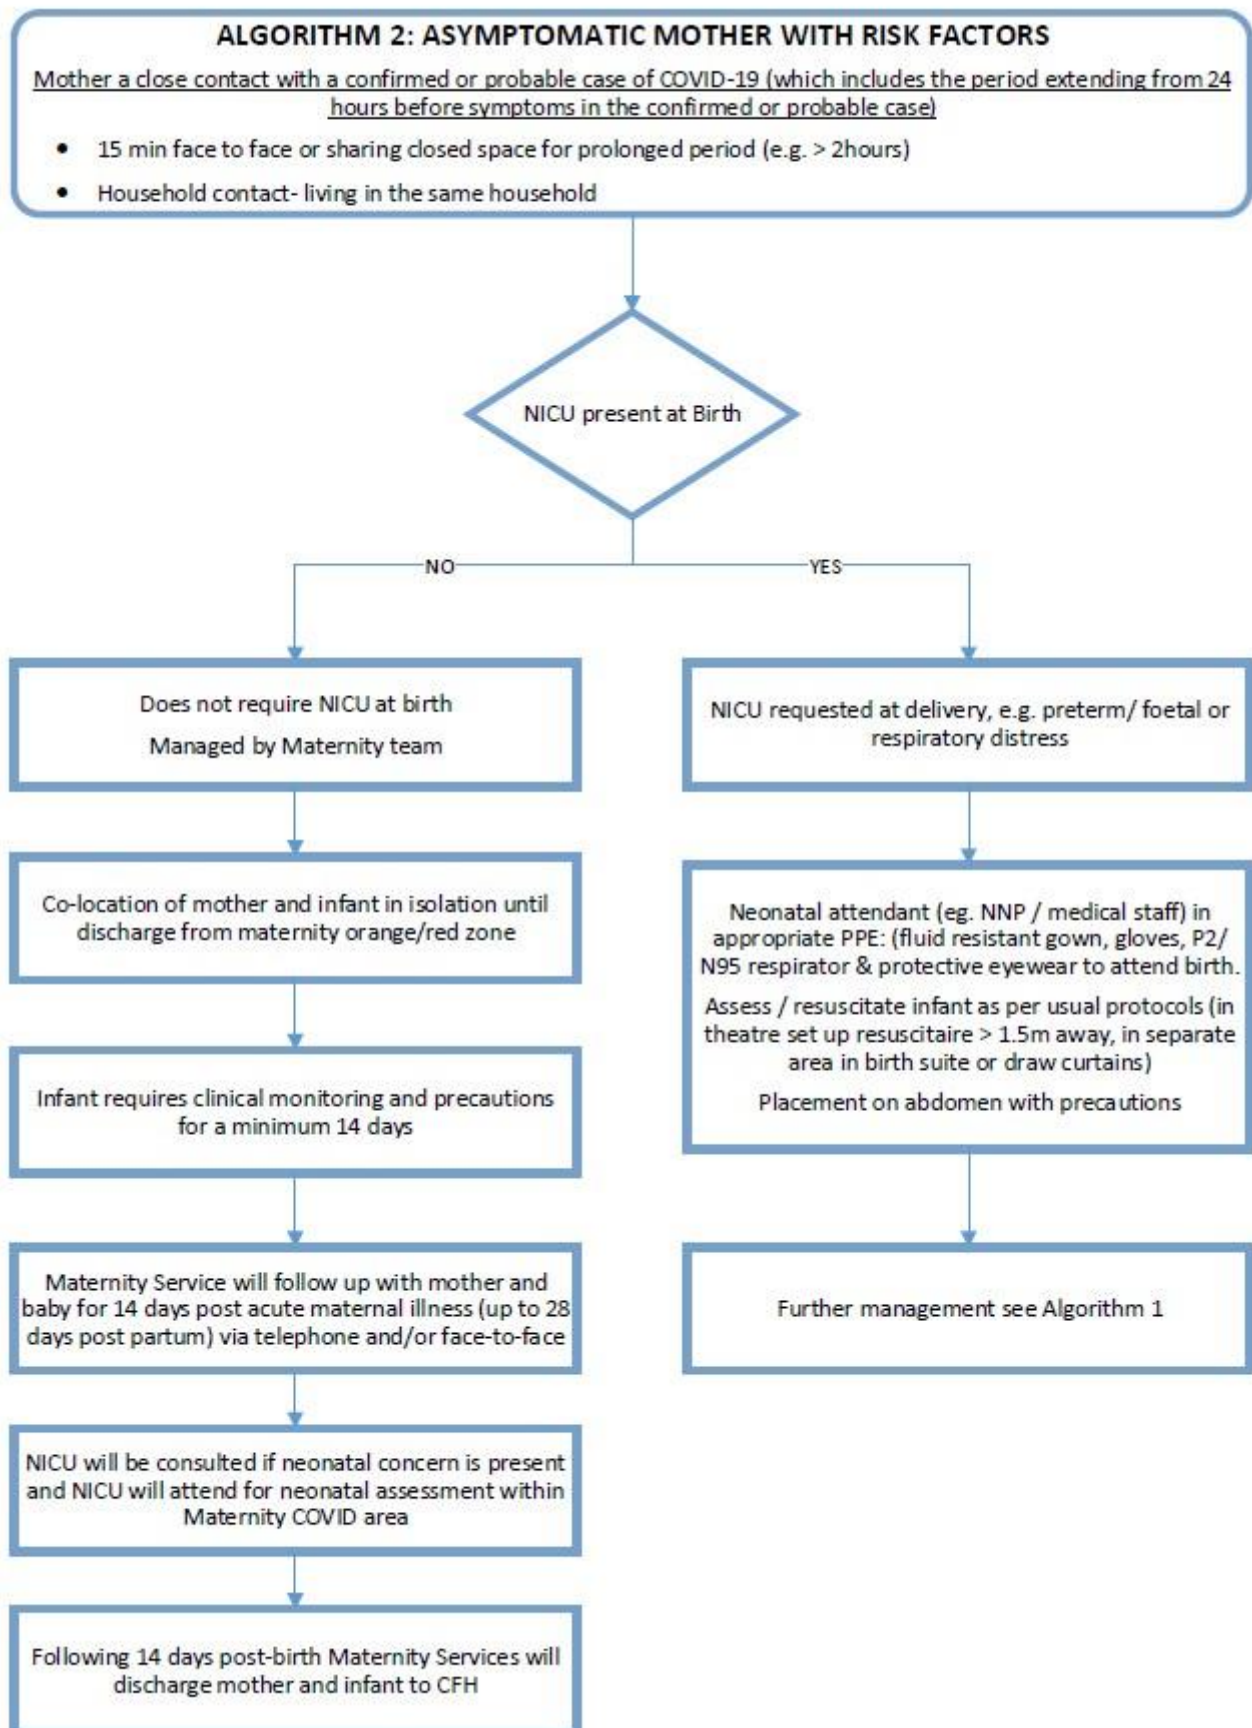 ALGORITHM 2: ASYMPTOMATIC MOTHER WITH RISK FACTORS
Mother a close contact with a confirmed or probable case of COVID-19 (which includes the period extending from 24
hours before symptoms in the confirmed or probable case)
• 15 min face to face or sharing closed space for prolonged period (e.g. > 2hours)
• Household contact- living in the same household
NICU present at Birth
NO
YES
Does not require NICU at birth
Managed by Maternity team
Co-location of mother and infant in isolation until
discharge from maternity orange/red zone
Infant requires clinical monitoring and precautions
for a minimum 14 days
Maternity Service will follow up with mother and
baby for 14 days post acute maternal illness (up to 28
days post partum) via telephone and/or face-to-face
NICU will be consulted if neonatal concern is present
and NICU will attend for neonatal assessment within
Maternity COVID area
Following 14 days post-birth Maternity Services will
discharge mother and infant to CFH
NICU requested at delivery, e.g. preterm/ foetal or
respiratory distress
Neonatal attendant (eg. NNP / medical staff) in
appropriate PPE: (fluid resistant gown, gloves, P2/
N95 respirator & protective eyewear to attend birth.
Assess / resuscitate infant as per usual protocols (in
theatre set up resuscitaire > 1.5m away, in separate
area in birth suite or draw curtains)
Placement on abdomen with precautions
Further management see Algorithm 1